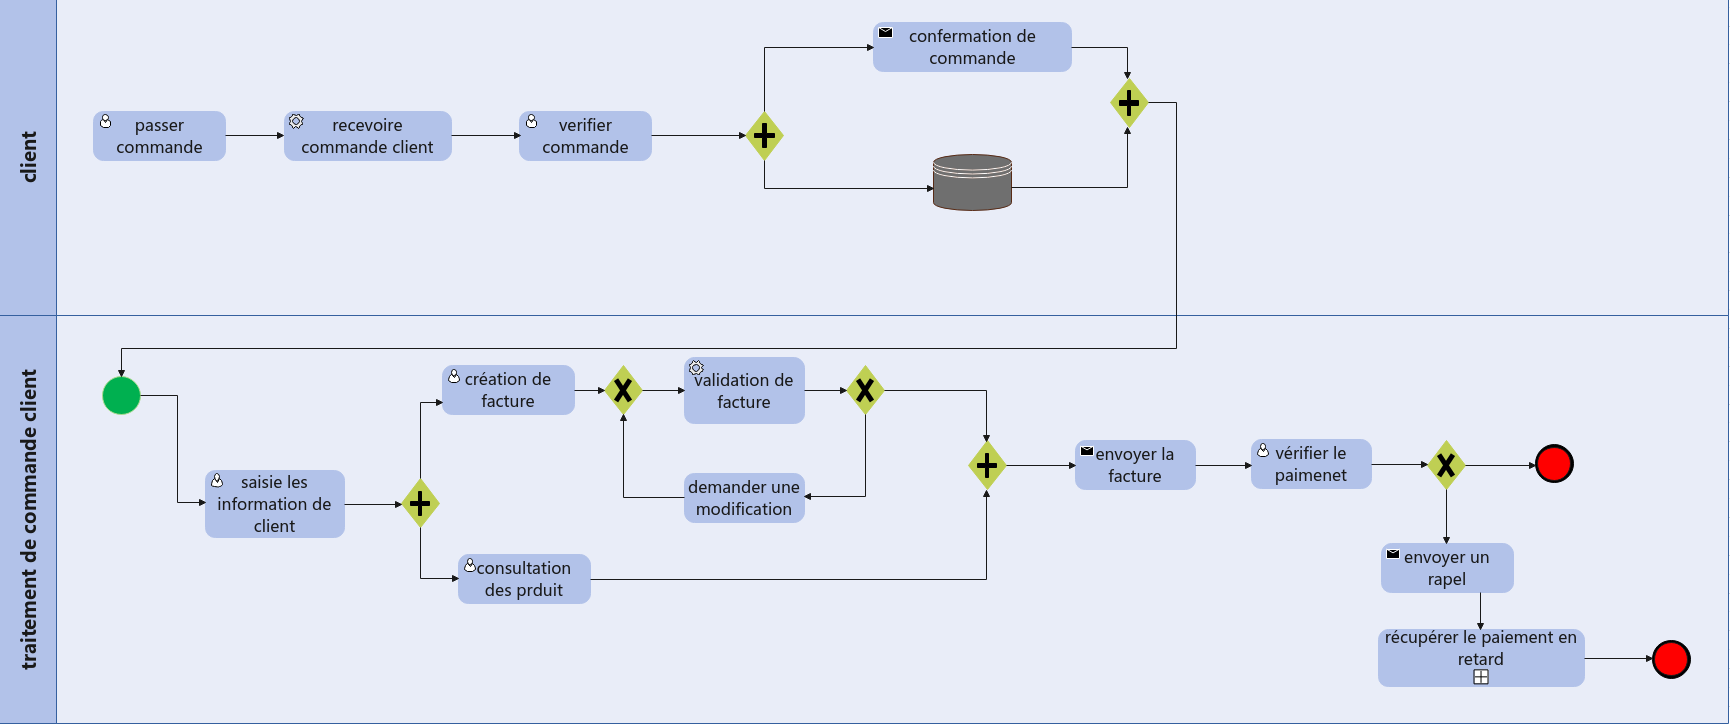 client
passer
commande
recevoire
commande client
verifier
commande
confermation de
commande
traitement de commande client
saisie les
information de
client
création de
facture
validation de
facture
demander une
modification
consultation
des prduit
envoyer la
facture
vérifier le
paimenet
envoyer un
rapel
récupérer le paiement en
retard